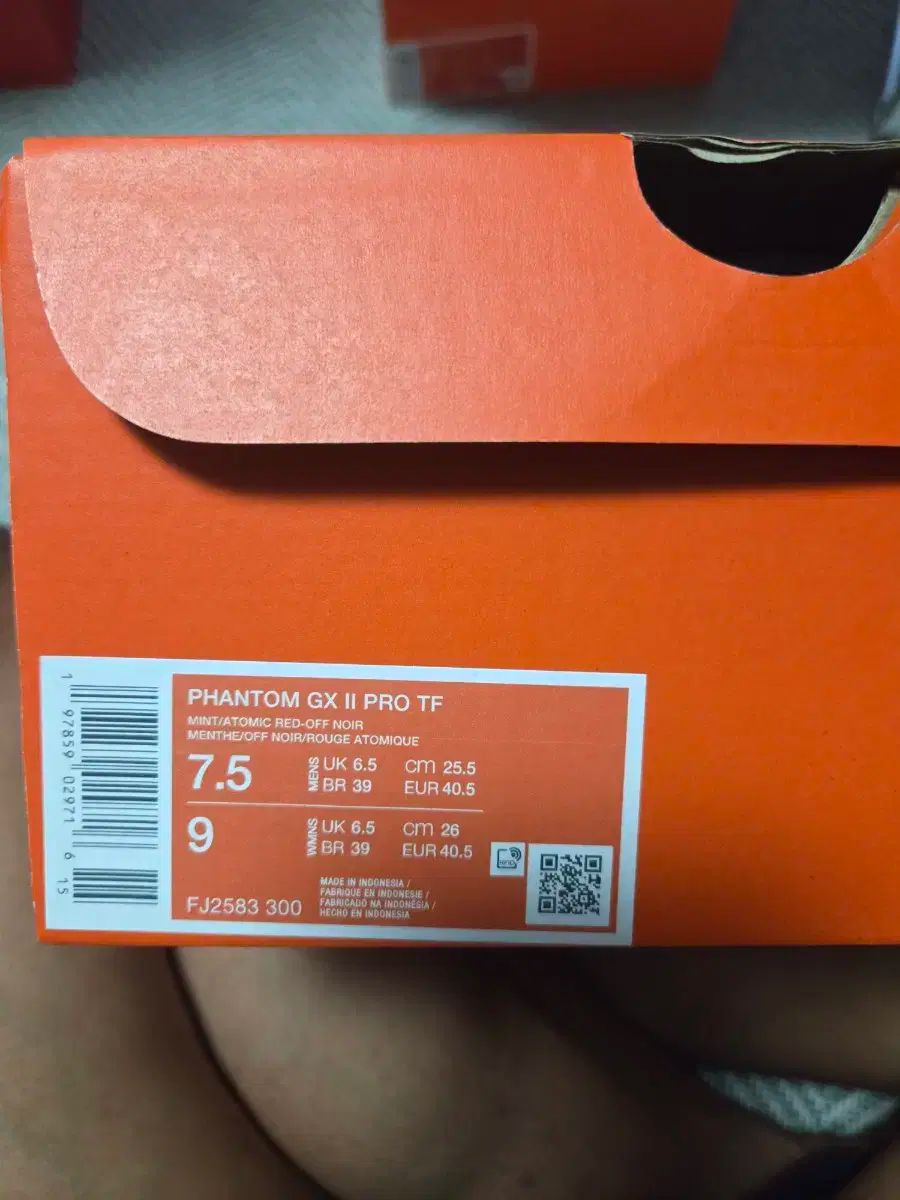 PHANTOM GX II PRO TF
MINT/ATOMIC RED-OFF NOIR
MENTHE/OFF NOIR/ROUGE ATOMIQUE
7.5 MENS UK 6.5 cm 25.5
BR 39 EUR 40.5
9 WMNS UK 6.5 cm 26
BR 39 EUR 40.5
FJ2583 300
MADE IN INDONESIA /
FABRIQUE EN INDONESIE /
FABRICADO NA INDONÉSIA /
HECHO EN INDONESIA
1 97859 02971 6 15